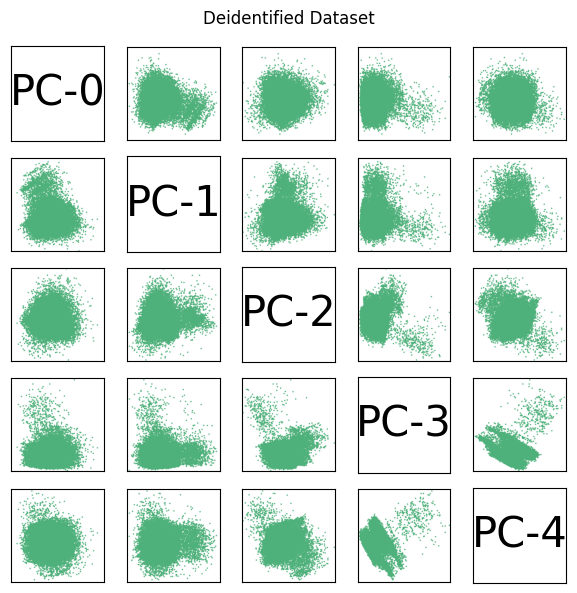 Deidentified Dataset
PC-0
PC-1
PC-2
PC-3
PC-4